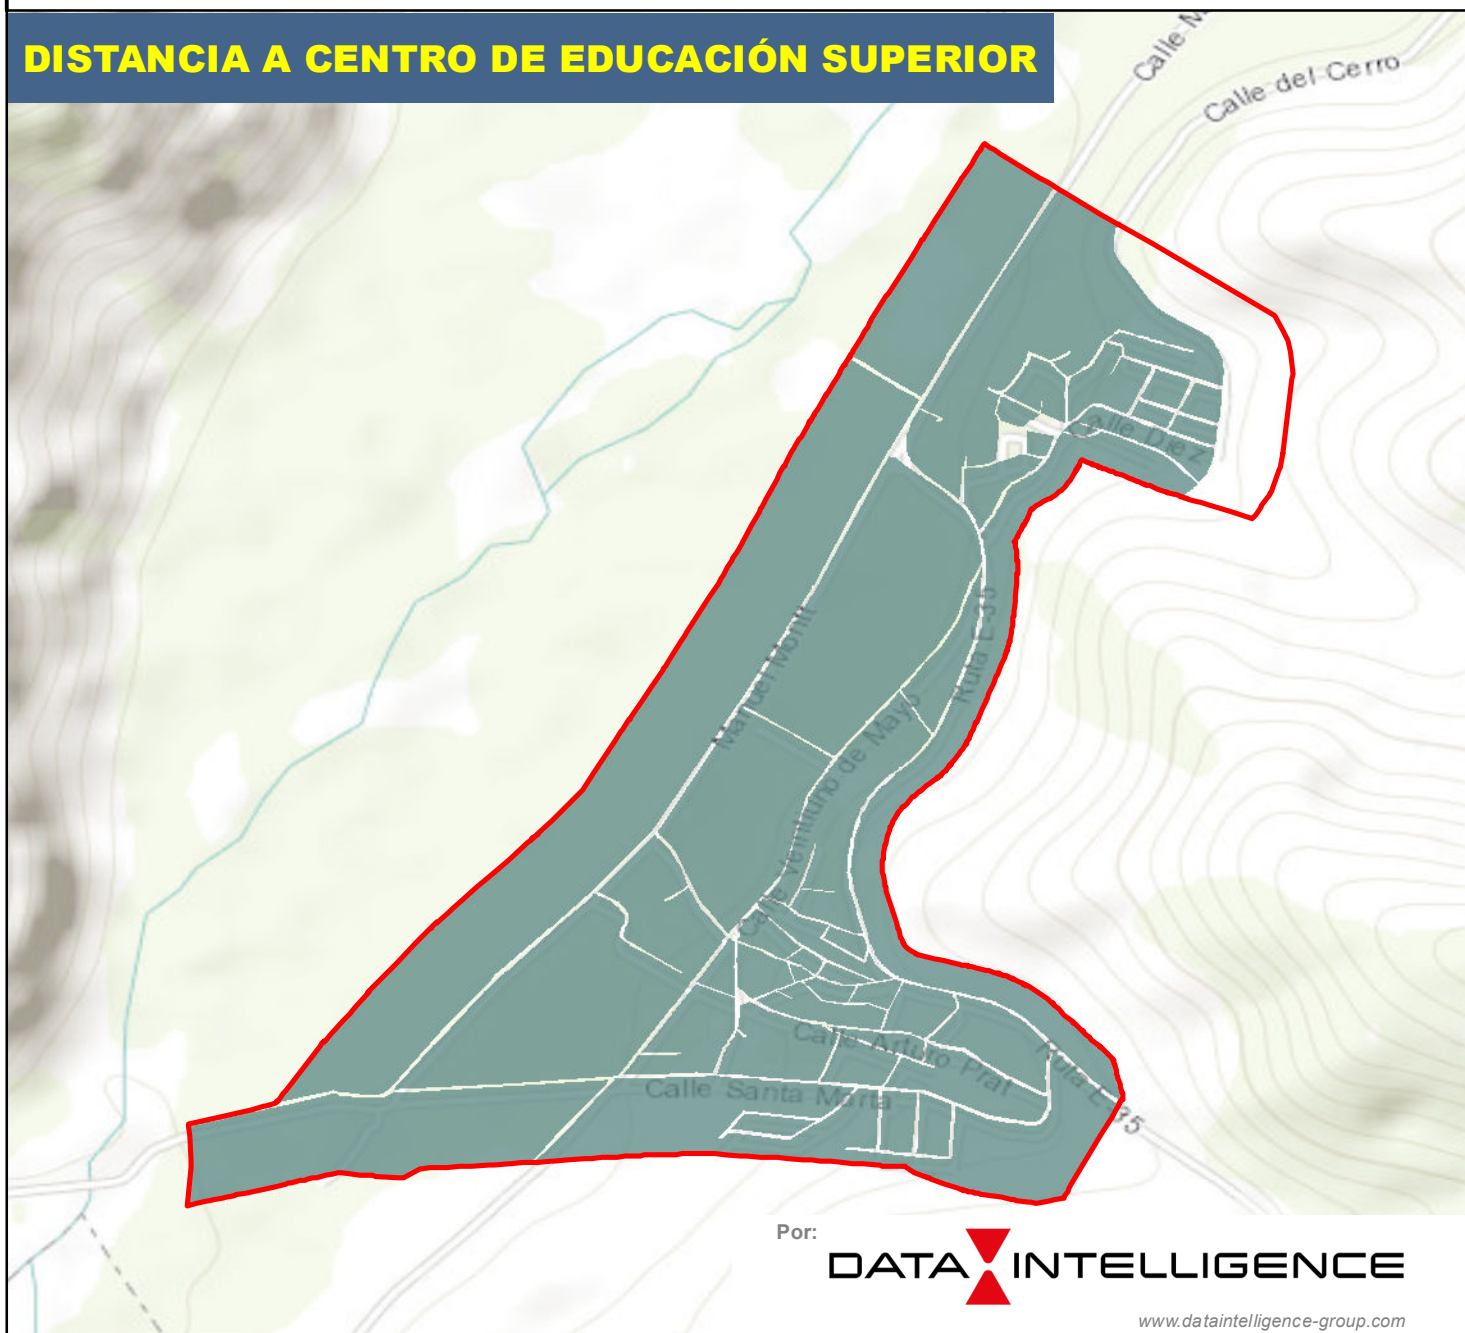 DISTANCIA A CENTRO DE EDUCACIÓN SUPERIOR
Calle M
Calle del Cerro
Calle Diez
Manuel Montt
Ruta E-35
Calle Veintiuno de Mayo
Calle Arturo Prat
Ruta E-35
Calle Santa Marta
Por:
DATA INTELLIGENCE
www.dataintelligence-group.com